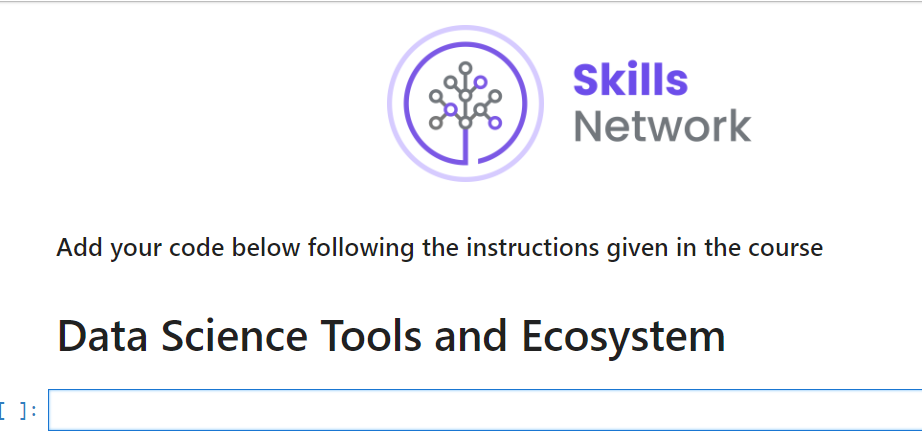 Skills
Network
Add your code below following the instructions given in the course
Data Science Tools and Ecosystem
[ ]: